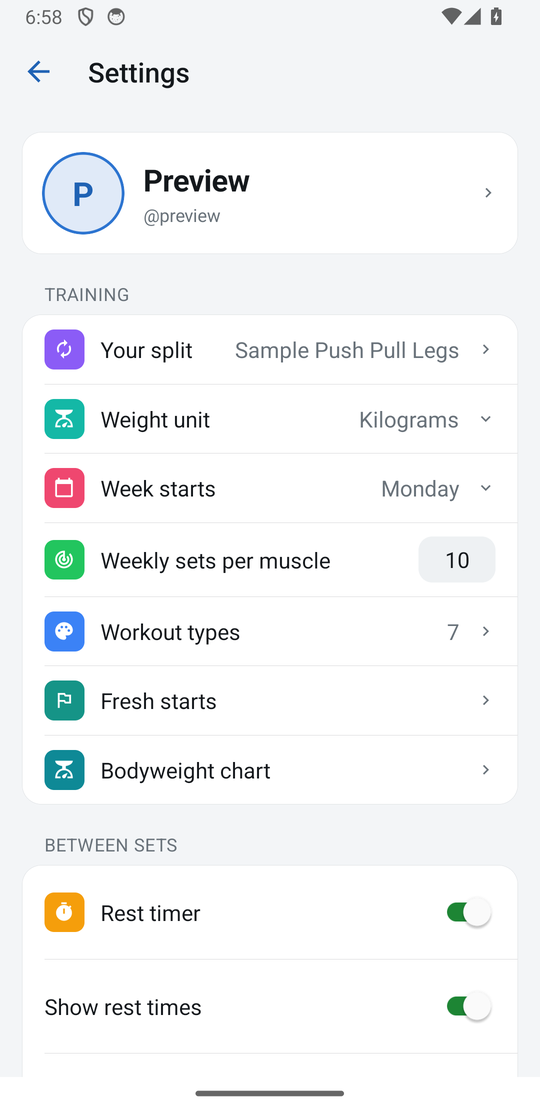 6:58
Settings
P
Preview
@preview
TRAINING
Your split Sample Push Pull Legs
Weight unit Kilograms
Week starts Monday
Weekly sets per muscle 10
Workout types 7
Fresh starts
Bodyweight chart
BETWEEN SETS
Rest timer
Show rest times